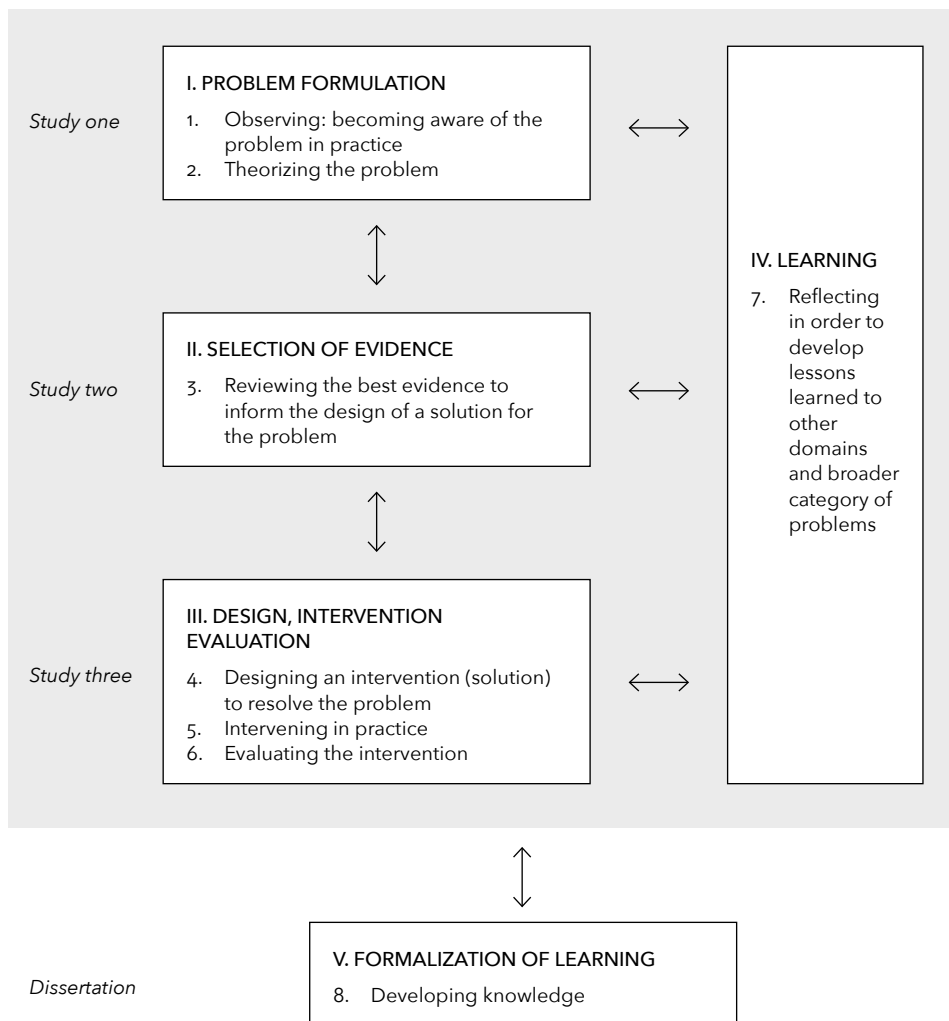 Study one
I. PROBLEM FORMULATION
1. Observing: becoming aware of the
problem in practice
2. Theorizing the problem
Study two
II. SELECTION OF EVIDENCE
3. Reviewing the best evidence to
inform the design of a solution for
the problem
Study three
III. DESIGN, INTERVENTION
EVALUATION
4. Designing an intervention (solution)
to resolve the problem
5. Intervening in practice
6. Evaluating the intervention
IV. LEARNING
7. Reflecting
in order to
develop
lessons
learned to
other
domains
and broader
category of
problems
Dissertation
V. FORMALIZATION OF LEARNING
8. Developing knowledge